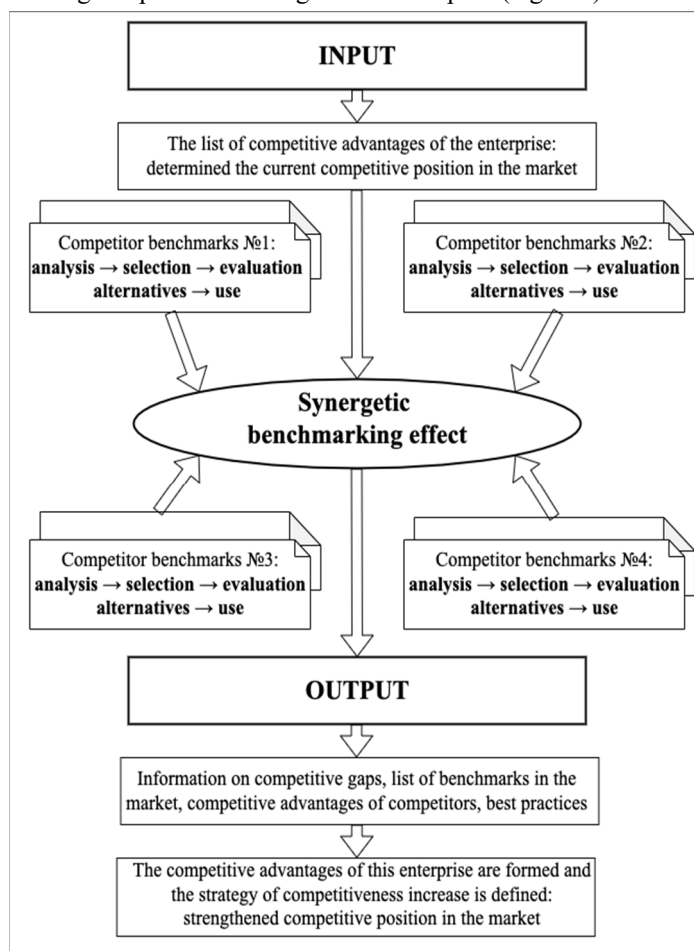 INPUT
The list of competitive advantages of the enterprise:
determined the current competitive position in the market
Competitor benchmarks №1:
analysis → selection → evaluation
alternatives → use
Competitor benchmarks №2:
analysis → selection → evaluation
alternatives → use
Synergetic
benchmarking effect
Competitor benchmarks №3:
analysis → selection → evaluation
alternatives → use
Competitor benchmarks №4:
analysis → selection → evaluation
alternatives → use
OUTPUT
Information on competitive gaps, list of benchmarks in the
market, competitive advantages of competitors, best practices
The competitive advantages of this enterprise are formed and
the strategy of competitiveness increase is defined:
strengthened competitive position in the market